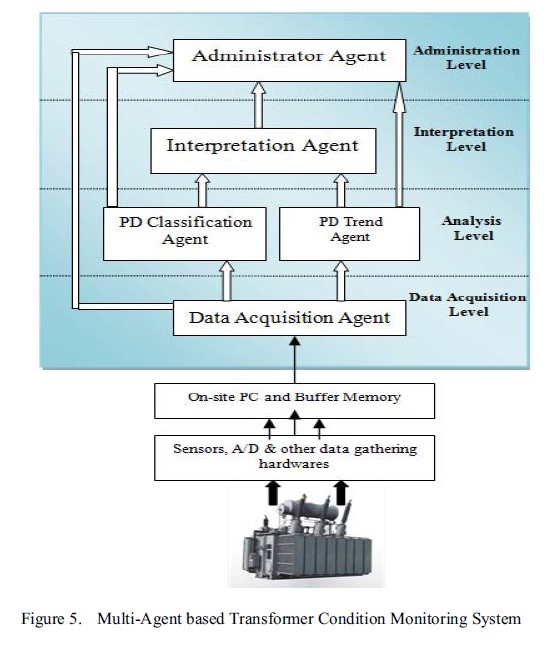 Administrator Agent
Administration
Level
Interpretation Agent
Interpretation
Level
PD Classification
Agent
PD Trend
Agent
Analysis
Level
Data Acquisition Agent
Data Acquisition
Level
On-site PC and Buffer Memory
Sensors, A/D & other data gathering
hardwares
Figure 5. Multi-Agent based Transformer Condition Monitoring System